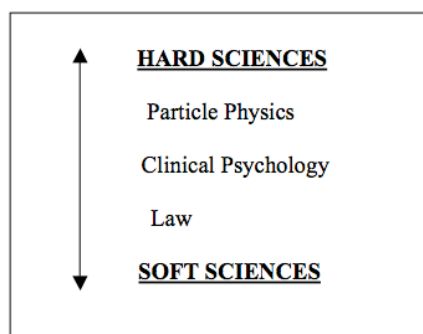 HARD SCIENCES
Particle Physics
Clinical Psychology
Law
SOFT SCIENCES